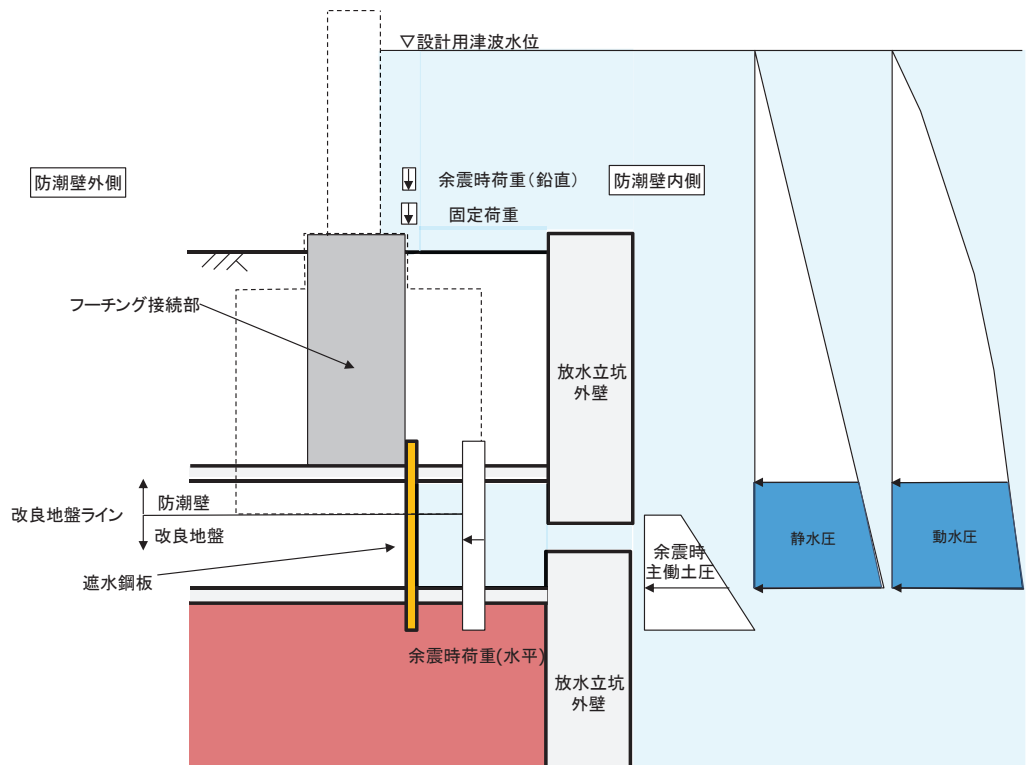 ▽設計用津波水位
防潮壁外側
余震時荷重(鉛直)
防潮壁内側
固定荷重
フーチング接続部
放水立坑
外壁
防潮壁
改良地盤ライン
改良地盤
遮水鋼板
余震時
主働土圧
静水圧
動水圧
余震時荷重(水平)
放水立坑
外壁